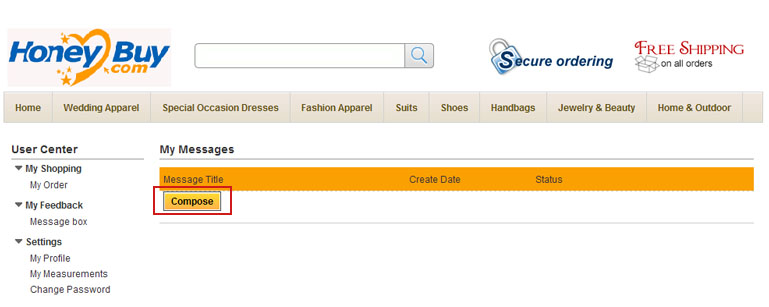 Honey Buy
.com
Secure ordering
FREE SHIPPING
on all orders
Home Wedding Apparel Special Occasion Dresses Fashion Apparel Suits Shoes Handbags Jewelry & Beauty Home & Outdoor
User Center
My Shopping
My Order
My Feedback
Message box
Settings
My Profile
My Measurements
Change Password
My Messages
Message Title Create Date Status
Compose